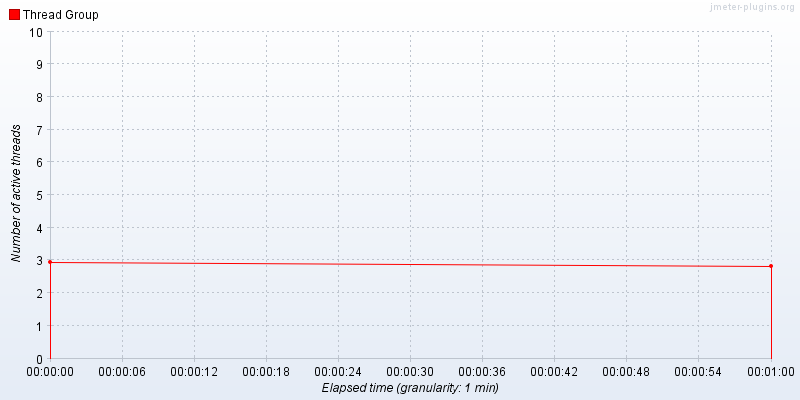 jmeter-plugins.org
Thread Group
10
9
8
7
6
5
4
3
2
1
0
Number of active threads
00:00:00 00:00:06 00:00:12 00:00:18 00:00:24 00:00:30 00:00:36 00:00:42 00:00:48 00:00:54 00:01:00
Elapsed time (granularity: 1 min)